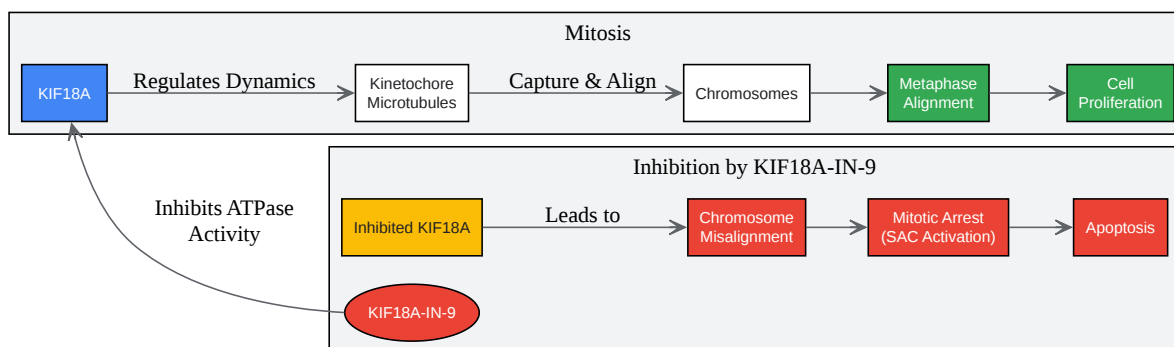 Mitosis
KIF18A
Regulates Dynamics
Kinetochore
Microtubules
Capture & Align
Chromosomes
Metaphase
Alignment
Cell
Proliferation
Inhibition by KIF18A-IN-9
Inhibits ATPase
Activity
Inhibited KIF18A
Leads to
Chromosome
Misalignment
Mitotic Arrest
(SAC Activation)
Apoptosis
KIF18A-IN-9